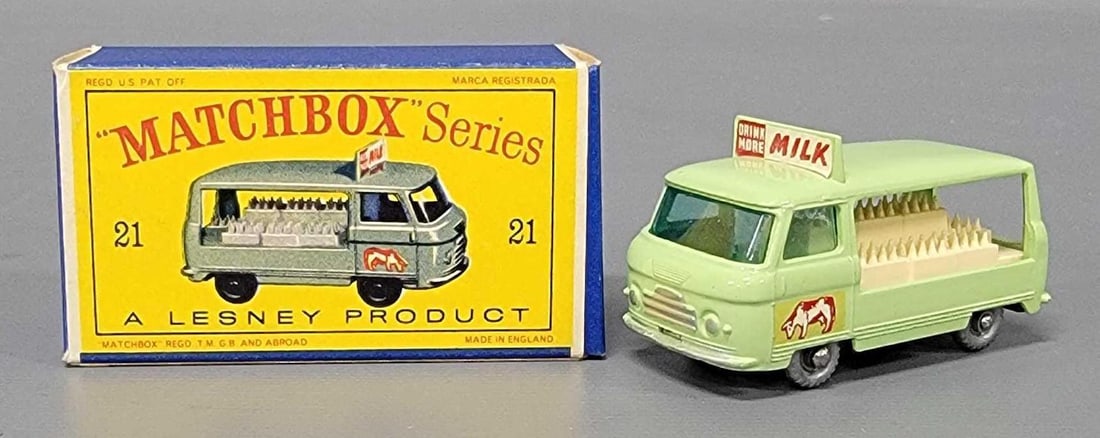 REGD. U.S. PAT. OFF MARCA REGISTRADA
"MATCHBOX" Series
MILK
21 21
A LESNEY PRODUCT
"MATCHBOX" REGD. T.M. G.B. AND ABROAD MADE IN ENGLAND
DRINK MORE MILK